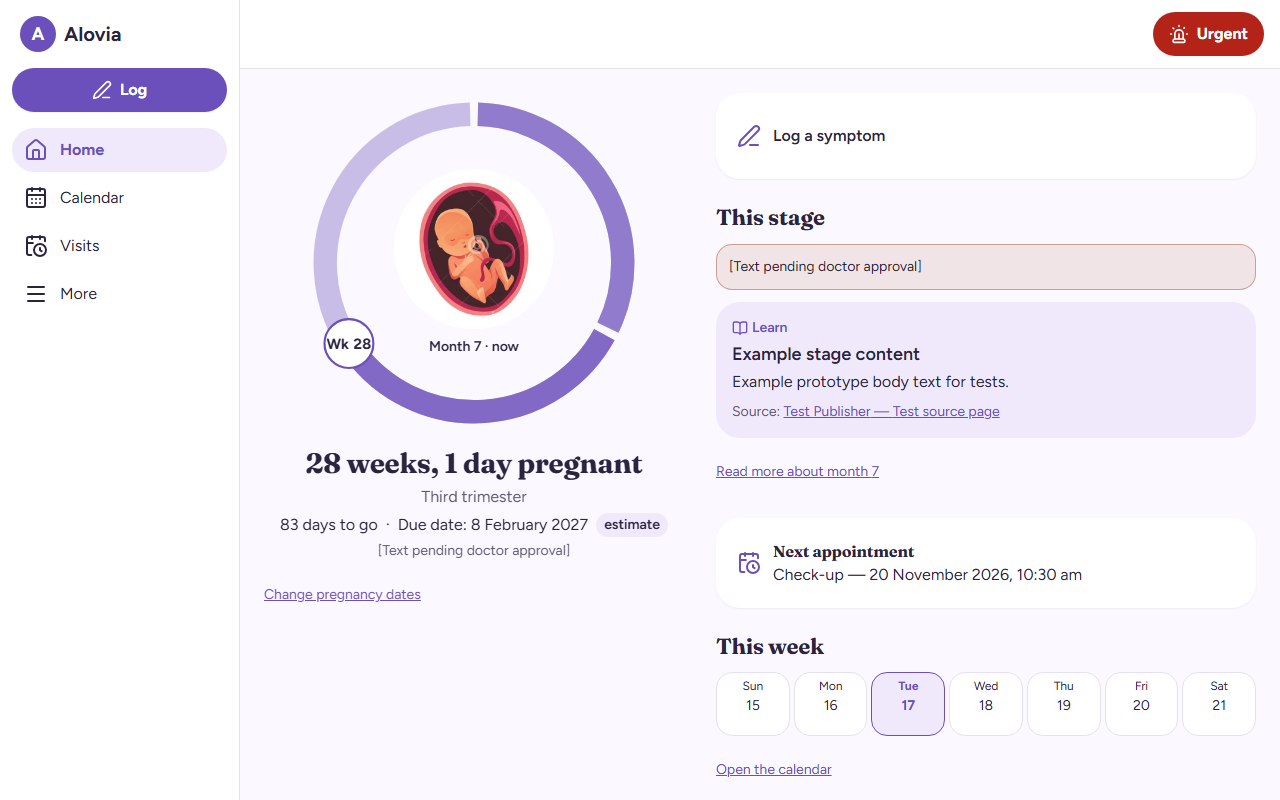 A Alovia
Log
Home
Calendar
Visits
More
Urgent
Wk 28
Month 7 · now
28 weeks, 1 day pregnant
Third trimester
83 days to go · Due date: 8 February 2027 estimate
[Text pending doctor approval]
Change pregnancy dates
Log a symptom
This stage
[Text pending doctor approval]
Learn
Example stage content
Example prototype body text for tests.
Source: Test Publisher — Test source page
Read more about month 7
Next appointment
Check-up — 20 November 2026, 10:30 am
This week
Sun Mon Tue Wed Thu Fri Sat
15 16 17 18 19 20 21
Open the calendar